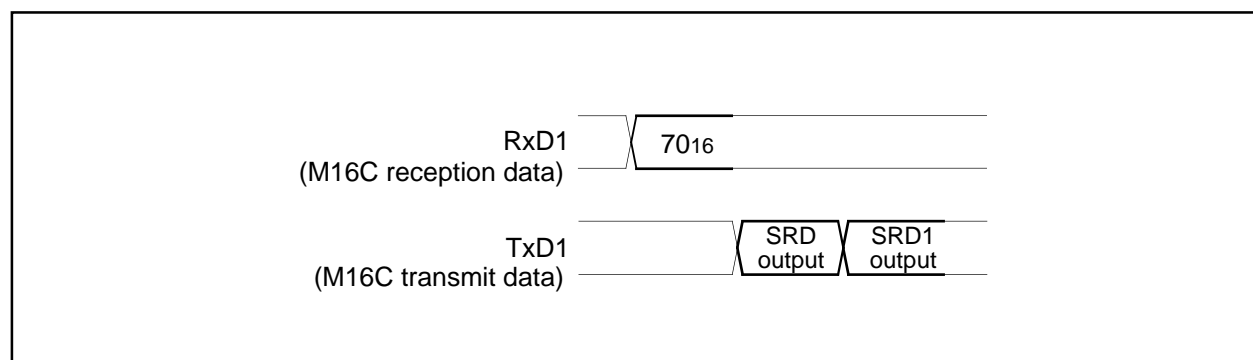 RxD1
(M16C reception data)
7016
TxD1
(M16C transmit data)
SRD
output
SRD1
output